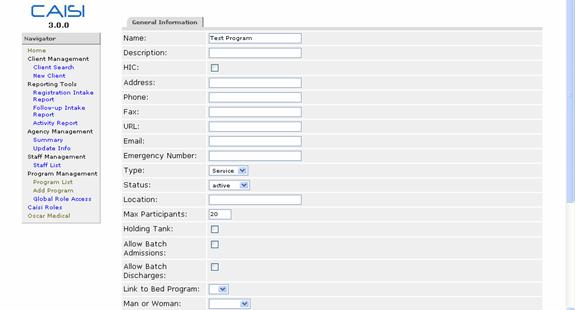 CAISI
3.0.0
Navigator
Home
Client Management
Client Search
New Client
Reporting Tools
Registration Intake
Report
Follow-up Intake
Report
Activity Report
Agency Management
Summary
Update Info
Staff Management
Staff List
Program Management
Program List
Add Program
Global Role Access
Caisi Roles
Oscar Medical
General Information
Name: Test Program
Description:
HIC:
Address:
Phone:
Fax:
URL:
Email:
Emergency Number:
Type: Service
Status: active
Location:
Max Participants: 20
Holding Tank:
Allow Batch
Admissions:
Allow Batch
Discharges:
Link to Bed Program:
Man or Woman: